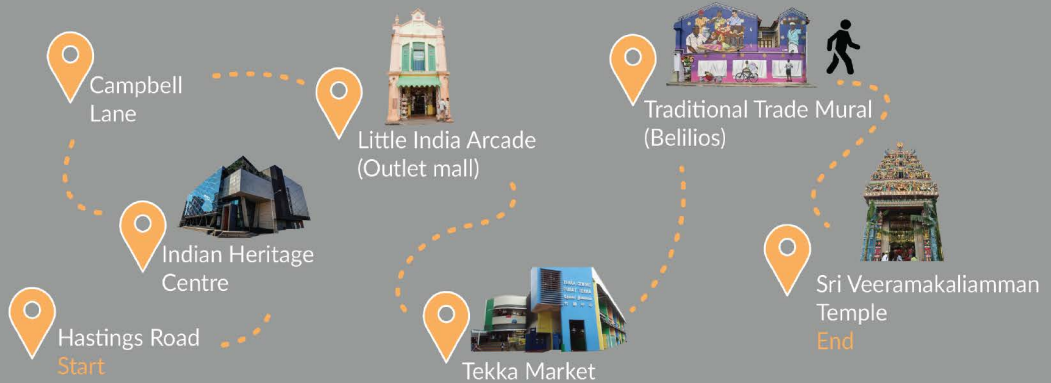 Campbell
Lane
Little India Arcade
(Outlet mall)
Traditional Trade Mural
(Belilios)
Indian Heritage
Centre
Sri Veeramakaliamman
Temple
End
Hastings Road
Start
Tekka Market